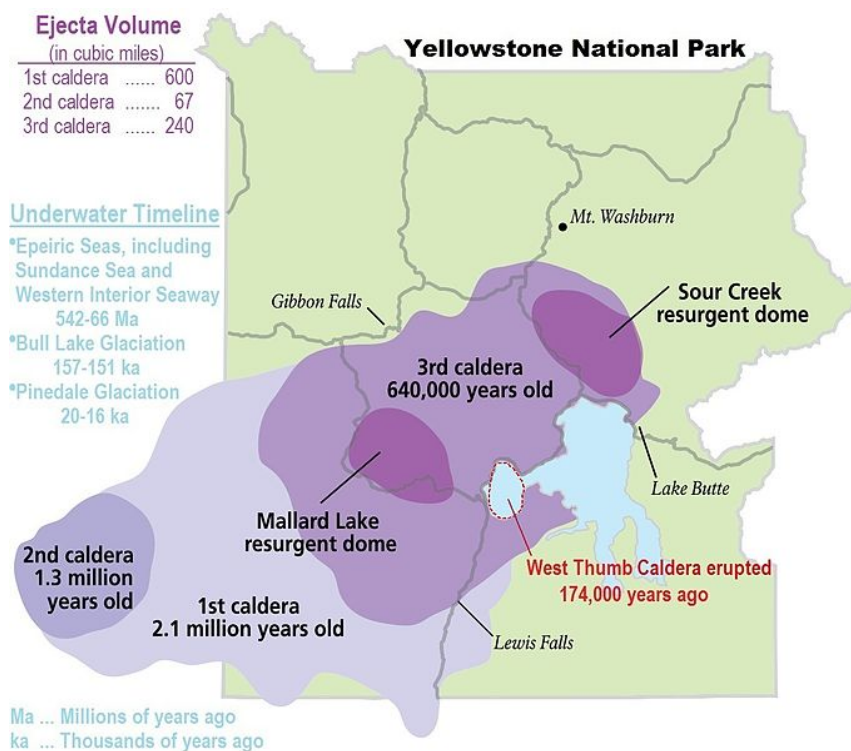 Ejecta Volume
(in cubic miles)
1st caldera ...... 600
2nd caldera ....... 67
3rd caldera ...... 240
Yellowstone National Park
Underwater Timeline
•Epeiric Seas, including
Sundance Sea and
Western Interior Seaway
542-66 Ma
•Bull Lake Glaciation
157-151 ka
•Pinedale Glaciation
20-16 ka
Mt. Washburn
Gibbon Falls
Sour Creek
resurgent dome
3rd caldera
640,000 years old
Lake Butte
Mallard Lake
resurgent dome
West Thumb Caldera erupted
174,000 years ago
2nd caldera
1.3 million
years old
1st caldera
2.1 million years old
Lewis Falls
Ma ... Millions of years ago
ka ... Thousands of years ago